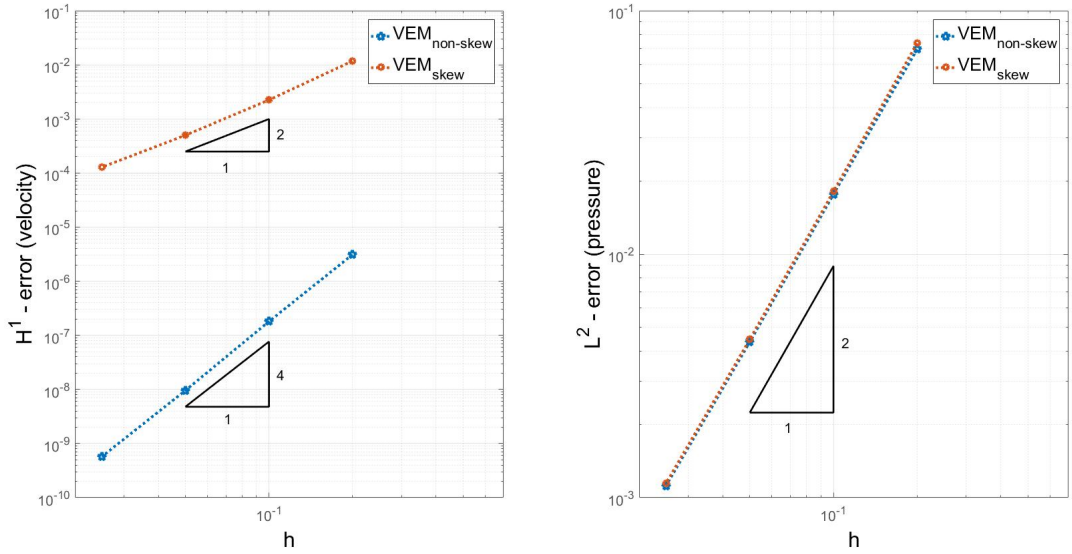 10^-1
10^-2
10^-3
10^-4
10^-5
10^-6
10^-7
10^-8
10^-9
10^-10
H^1 - error (velocity)
VEM_non-skew
VEM_skew
2
1
4
1
10^-1
h
10^-1
10^-2
10^-3
L^2 - error (pressure)
VEM_non-skew
VEM_skew
2
1
10^-1
h